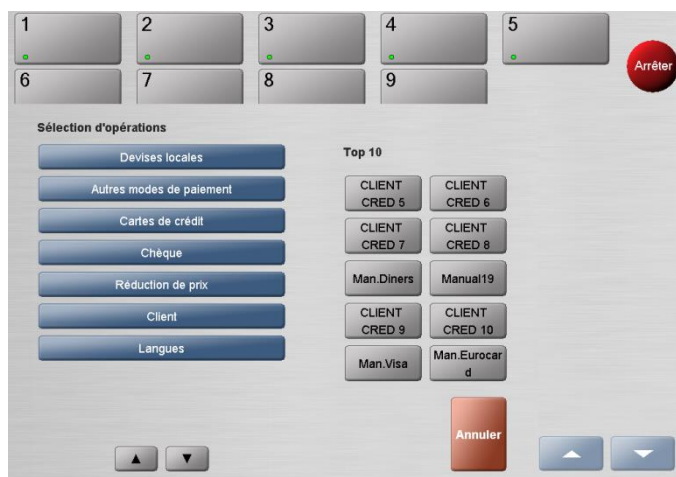 1
2
3
4
5
Arrêter
6
7
8
9
Sélection d'opérations
Devises locales
Autres modes de paiement
Cartes de crédit
Chèque
Réduction de prix
Client
Langues
Top 10
CLIENT
CRED 5
CLIENT
CRED 6
CLIENT
CRED 7
CLIENT
CRED 8
Man.Diners
Manual19
CLIENT
CRED 9
CLIENT
CRED 10
Man.Visa
Man.Eurocar
d
Annuler